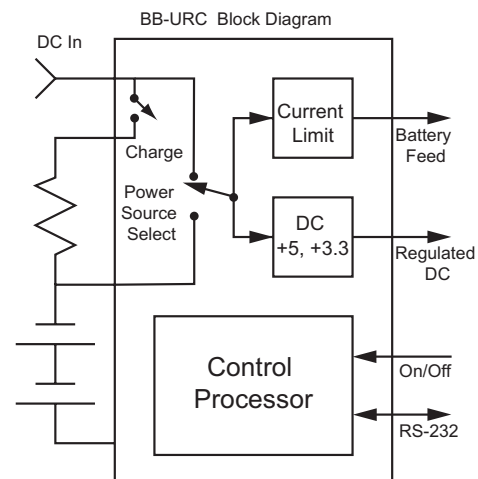 BB-URC Block Diagram
DC In
Current
Limit
Battery
Feed
Charge
Power
Source
Select
DC
+5, +3.3
Regulated
DC
Control
Processor
On/Off
RS-232